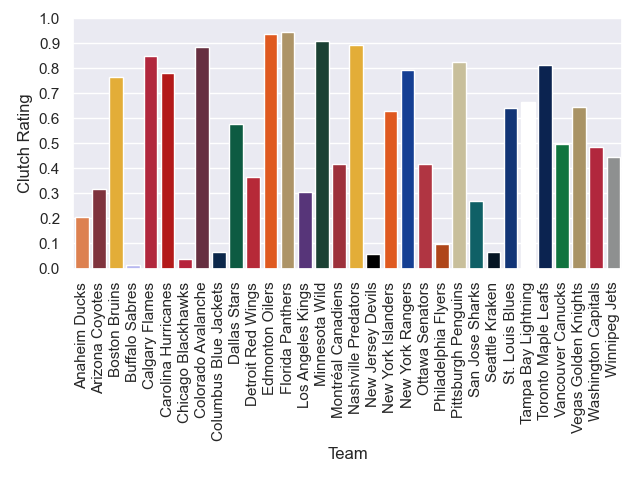 1.0
0.9
0.8
0.7
0.6
0.5
0.4
0.3
0.2
0.1
0.0
Clutch Rating
Anaheim Ducks
Arizona Coyotes
Boston Bruins
Buffalo Sabres
Calgary Flames
Carolina Hurricanes
Chicago Blackhawks
Colorado Avalanche
Columbus Blue Jackets
Dallas Stars
Detroit Red Wings
Edmonton Oilers
Florida Panthers
Los Angeles Kings
Minnesota Wild
Montréal Canadiens
Nashville Predators
New Jersey Devils
New York Islanders
New York Rangers
Ottawa Senators
Philadelphia Flyers
Pittsburgh Penguins
San Jose Sharks
Seattle Kraken
St. Louis Blues
Tampa Bay Lightning
Toronto Maple Leafs
Vancouver Canucks
Vegas Golden Knights
Washington Capitals
Winnipeg Jets
Team